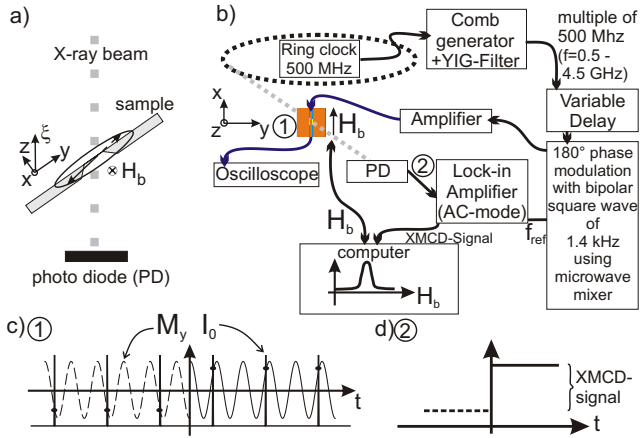 a)
X-ray beam
sample
z
ξ
y
x
H_b
photo diode (PD)
b)
Ring clock
500 MHz
Comb
generator
+YIG-Filter
multiple of
500 Mhz
(f=0.5 -
4.5 GHz)
Variable
Delay
x
z
y
①
H_b
Amplifier
Oscilloscope
PD
②
Lock-in
Amplifier
(AC-mode)
180° phase
modulation
with bipolar
square wave
of
1.4 kHz
using
microwave
mixer
f_ref
H_b
XMCD-Signal
computer
H_b
c) ①
M_y
I_0
t
d) ②
XMCD-
signal
t